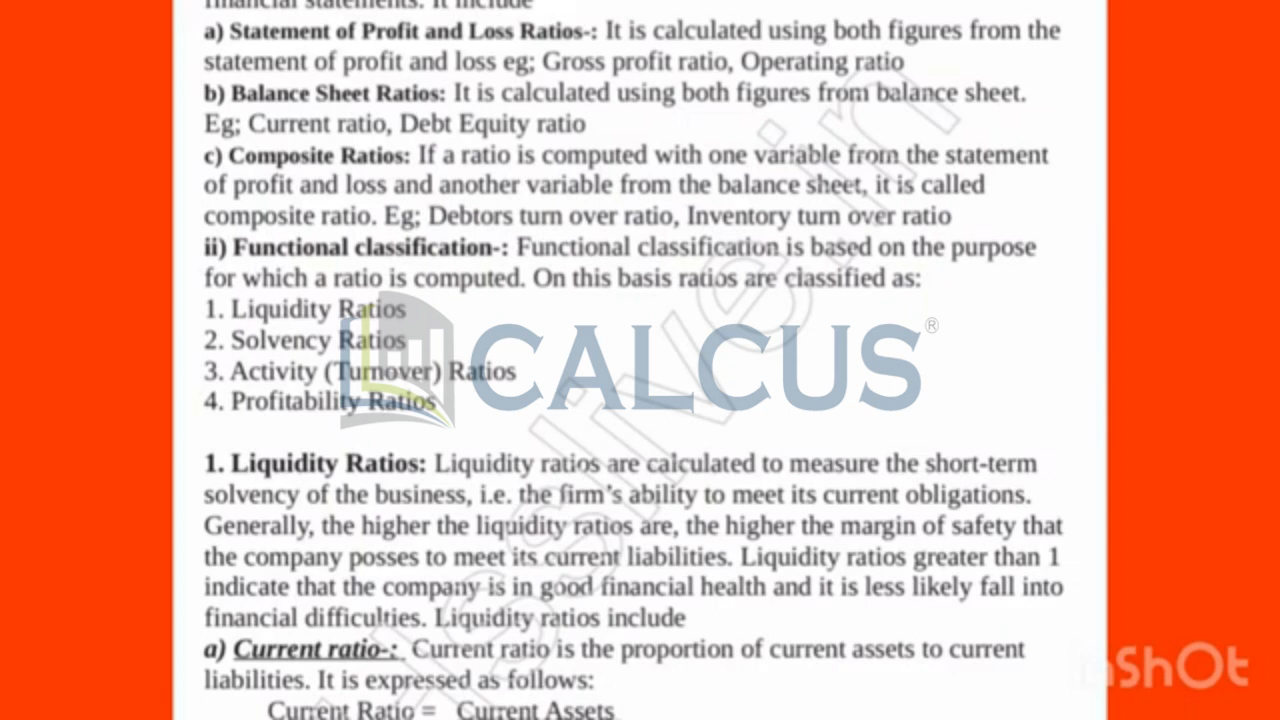 financial statements. It include
a) Statement of Profit and Loss Ratios-: It is calculated using both figures from the
statement of profit and loss eg; Gross profit ratio, Operating ratio
b) Balance Sheet Ratios: It is calculated using both figures from balance sheet.
Eg; Current ratio, Debt Equity ratio
c) Composite Ratios: If a ratio is computed with one variable from the statement
of profit and loss and another variable from the balance sheet, it is called
composite ratio. Eg; Debtors turn over ratio, Inventory turn over ratio
ii) Functional classification-: Functional classification is based on the purpose
for which a ratio is computed. On this basis ratios are classified as:
1. Liquidity Ratios
2. Solvency Ratios
CALCUS®
3. Activity (Turnover) Ratios
4. Profitability Ratios
1. Liquidity Ratios: Liquidity ratios are calculated to measure the short-term
solvency of the business, i.e. the firm's ability to meet its current obligations.
Generally, the higher the liquidity ratios are, the higher the margin of safety that
the company posses to meet its current liabilities. Liquidity ratios greater than 1
indicate that the company is in good financial health and it is less likely fall into
financial difficulties. Liquidity ratios include
a) Current ratio-: Current ratio is the proportion of current assets to current
liabilities. It is expressed as follows:
Current Ratio = Current Assets
InShOt